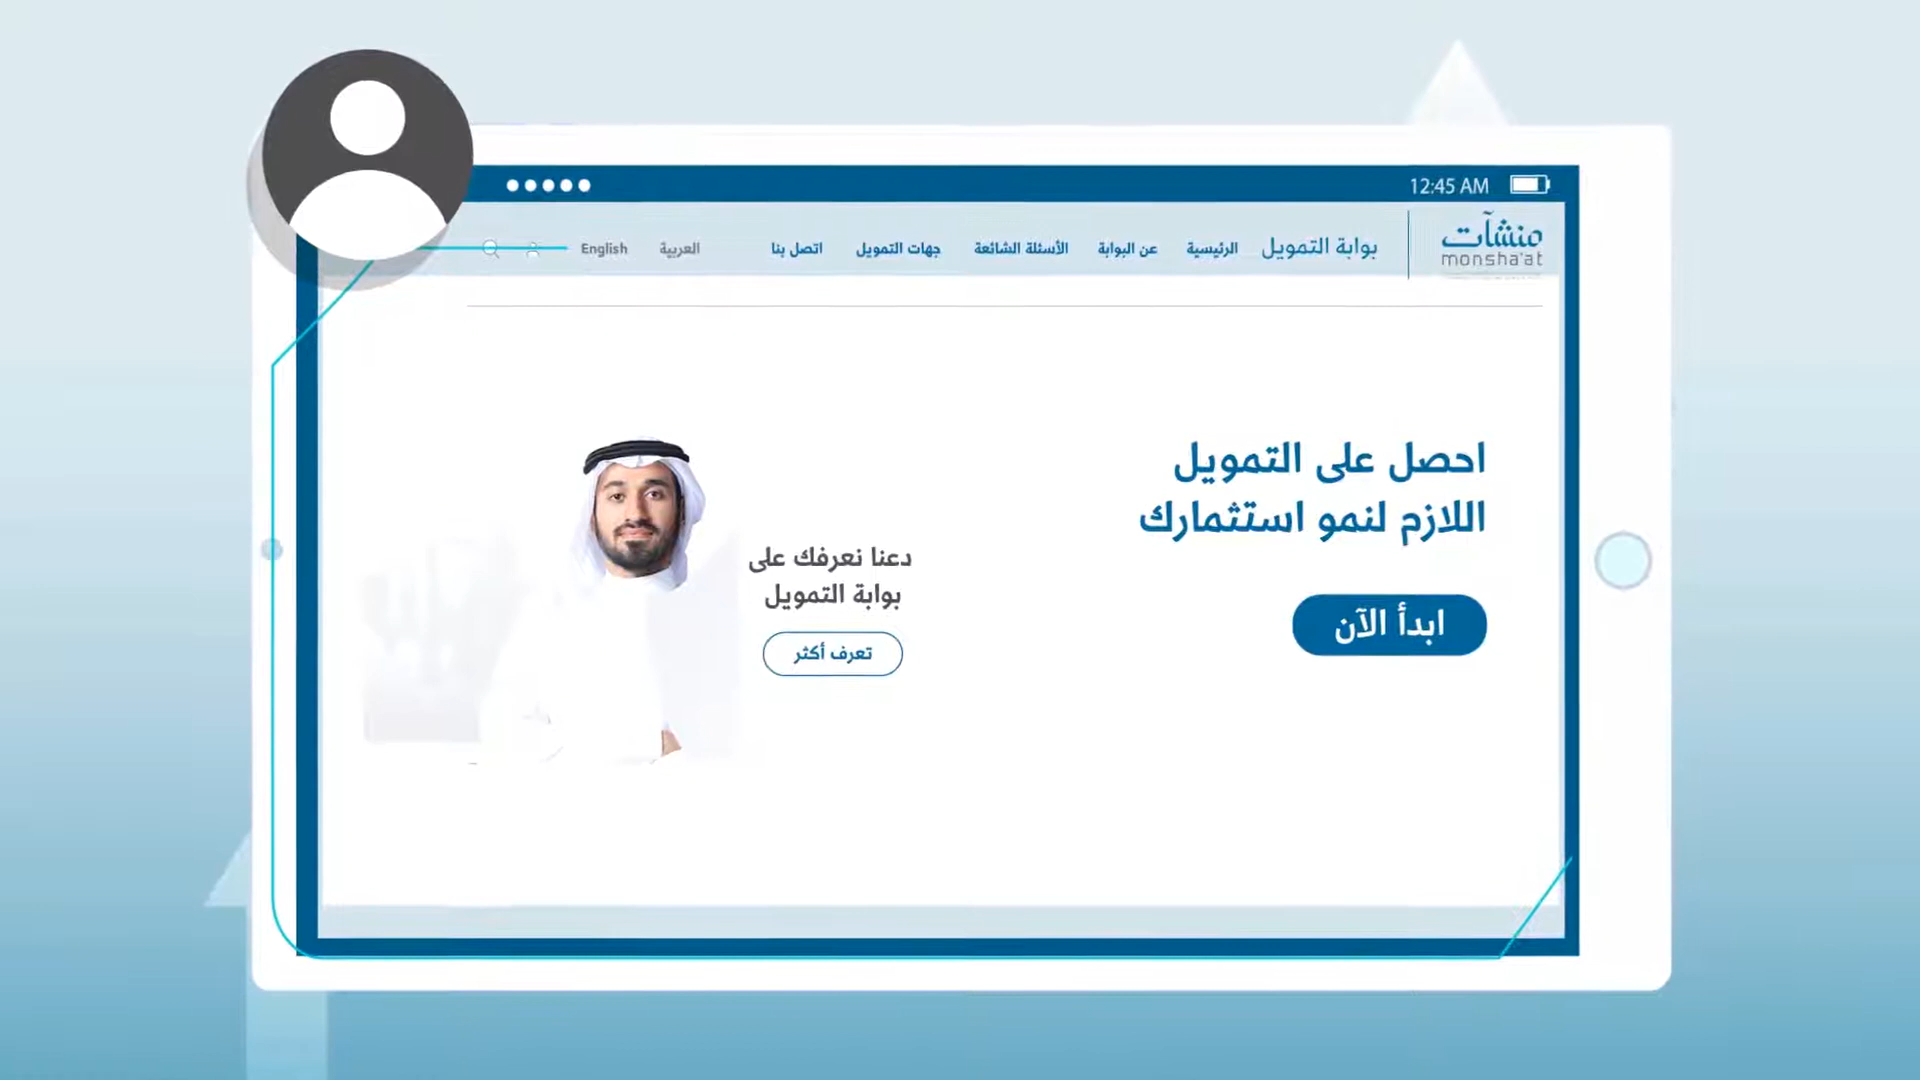 12:45 AM
منشآت
monsha'at
بوابة التمويل
الرئيسية
عن البوابة
الأسئلة الشائعة
جهات التمويل
اتصل بنا
العربية
English
احصل على التمويل
اللازم لنمو استثمارك
ابدأ الآن
دعنا نعرفك على
بوابة التمويل
تعرف أكثر